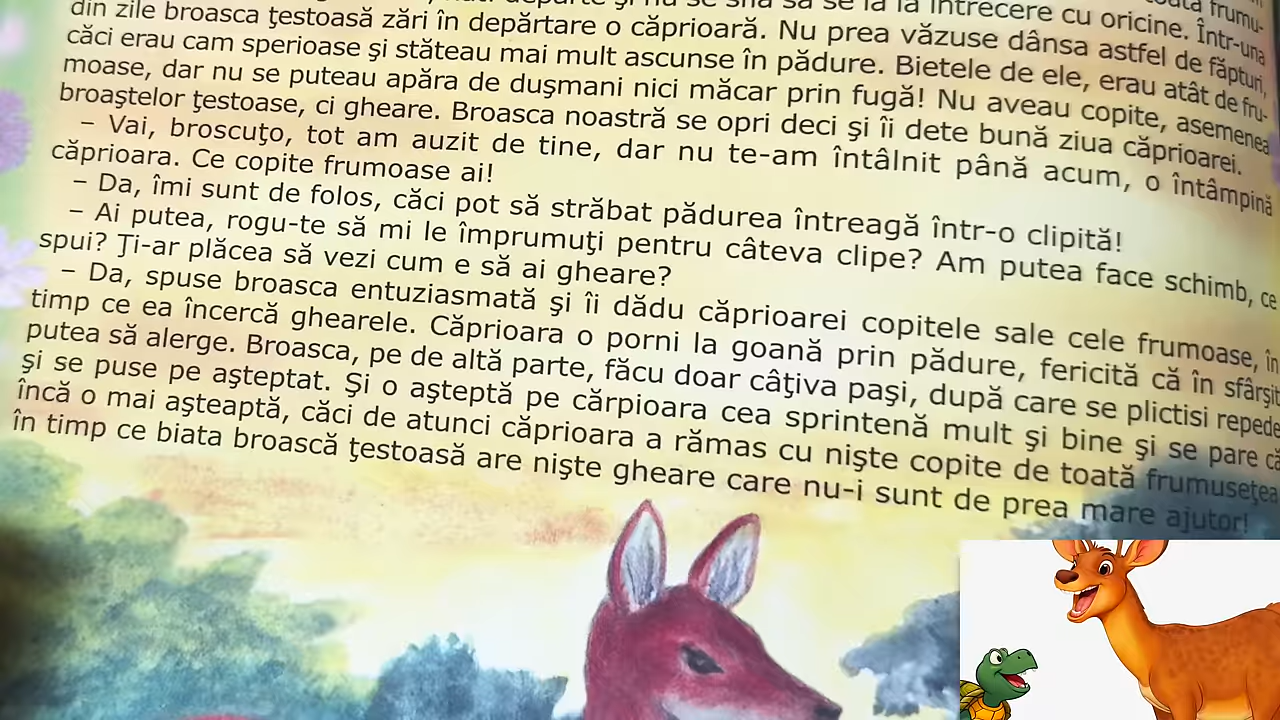 din zile broasca ţestoasă zări în depărtare o căprioară. Nu prea văzuse dânsa astfel de făpturi,
căci erau cam sperioase şi stăteau mai mult ascunse în pădure. Bietele de ele, erau atât de fru-
moase, dar nu se puteau apăra de duşmani nici măcar prin fugă! Nu aveau copite, asemenea
broaştelor ţestoase, ci gheare. Broasca noastră se opri deci şi îi dete bună ziua căprioarei.
– Vai, broscuţo, tot am auzit de tine, dar nu te-am întâlnit până acum, o întâmpină
căprioara. Ce copite frumoase ai!
– Da, îmi sunt de folos, căci pot să străbat pădurea întreagă într-o clipită!
– Ai putea, rogu-te să mi le împrumuţi pentru câteva clipe? Am putea face schimb, ce
spui? Ţi-ar plăcea să vezi cum e să ai gheare?
– Da, spuse broasca entuziasmată şi îi dădu căprioarei copitele sale cele frumoase, în
timp ce ea încercă ghearele. Căprioara o porni la goană prin pădure, fericită că în sfârşit
putea să alerge. Broasca, pe de altă parte, făcu doar câţiva paşi, după care se plictisi repede
şi se puse pe aşteptat. Şi o aşteptă pe cărpioara cea sprintenă mult şi bine şi se pare că
încă o mai aşteaptă, căci de atunci căprioara a rămas cu nişte copite de toată frumuseţea
în timp ce biata broască ţestoasă are nişte gheare care nu-i sunt de prea mare ajutor!